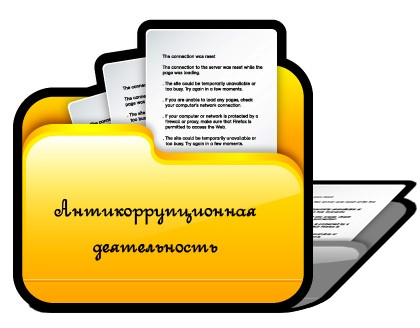 The connection was reset
The connection to the server was reset while the
page was loading.
. The site could be temporarily unavailable or
too busy. Try again in a few moments.
. If you are unable to load any pages, check
your computer's network connection.
. If your computer or network is protected by a
firewall or proxy, make sure that Firefox is
permitted to access the Web.
. The site could be temporarily unavailable or
too busy. Try again in a few moments.
Антикоррупционная
деятельность